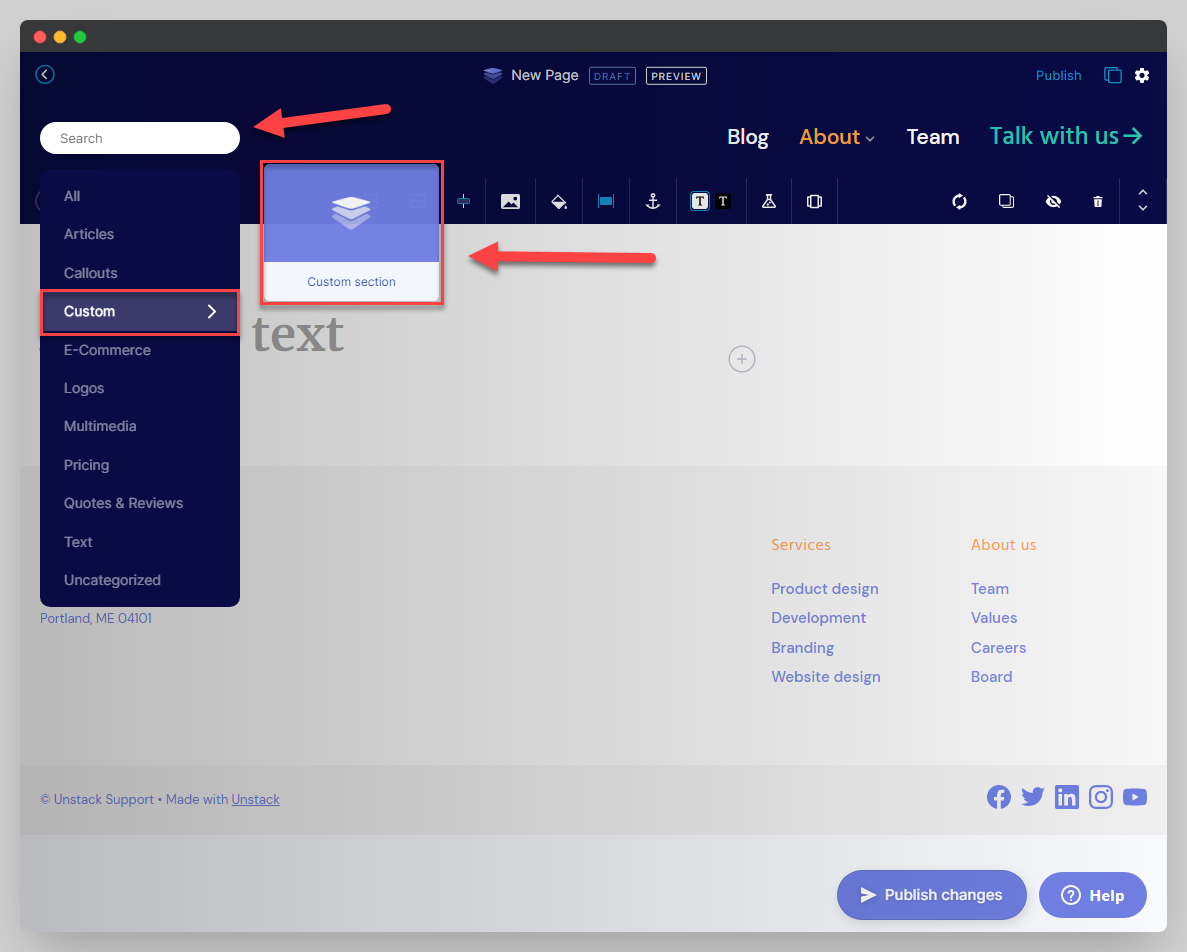 New Page DRAFT PREVIEW
Publish
Search
Blog About Team Talk with us
All
Articles
Callouts
Custom
E-Commerce
Logos
Multimedia
Pricing
Quotes & Reviews
Text
Uncategorized
T T
Custom section
text
Portland, ME 04101
Services
Product design
Development
Branding
Website design
About us
Team
Values
Careers
Board
© Unstack Support • Made with Unstack
Publish changes
Help